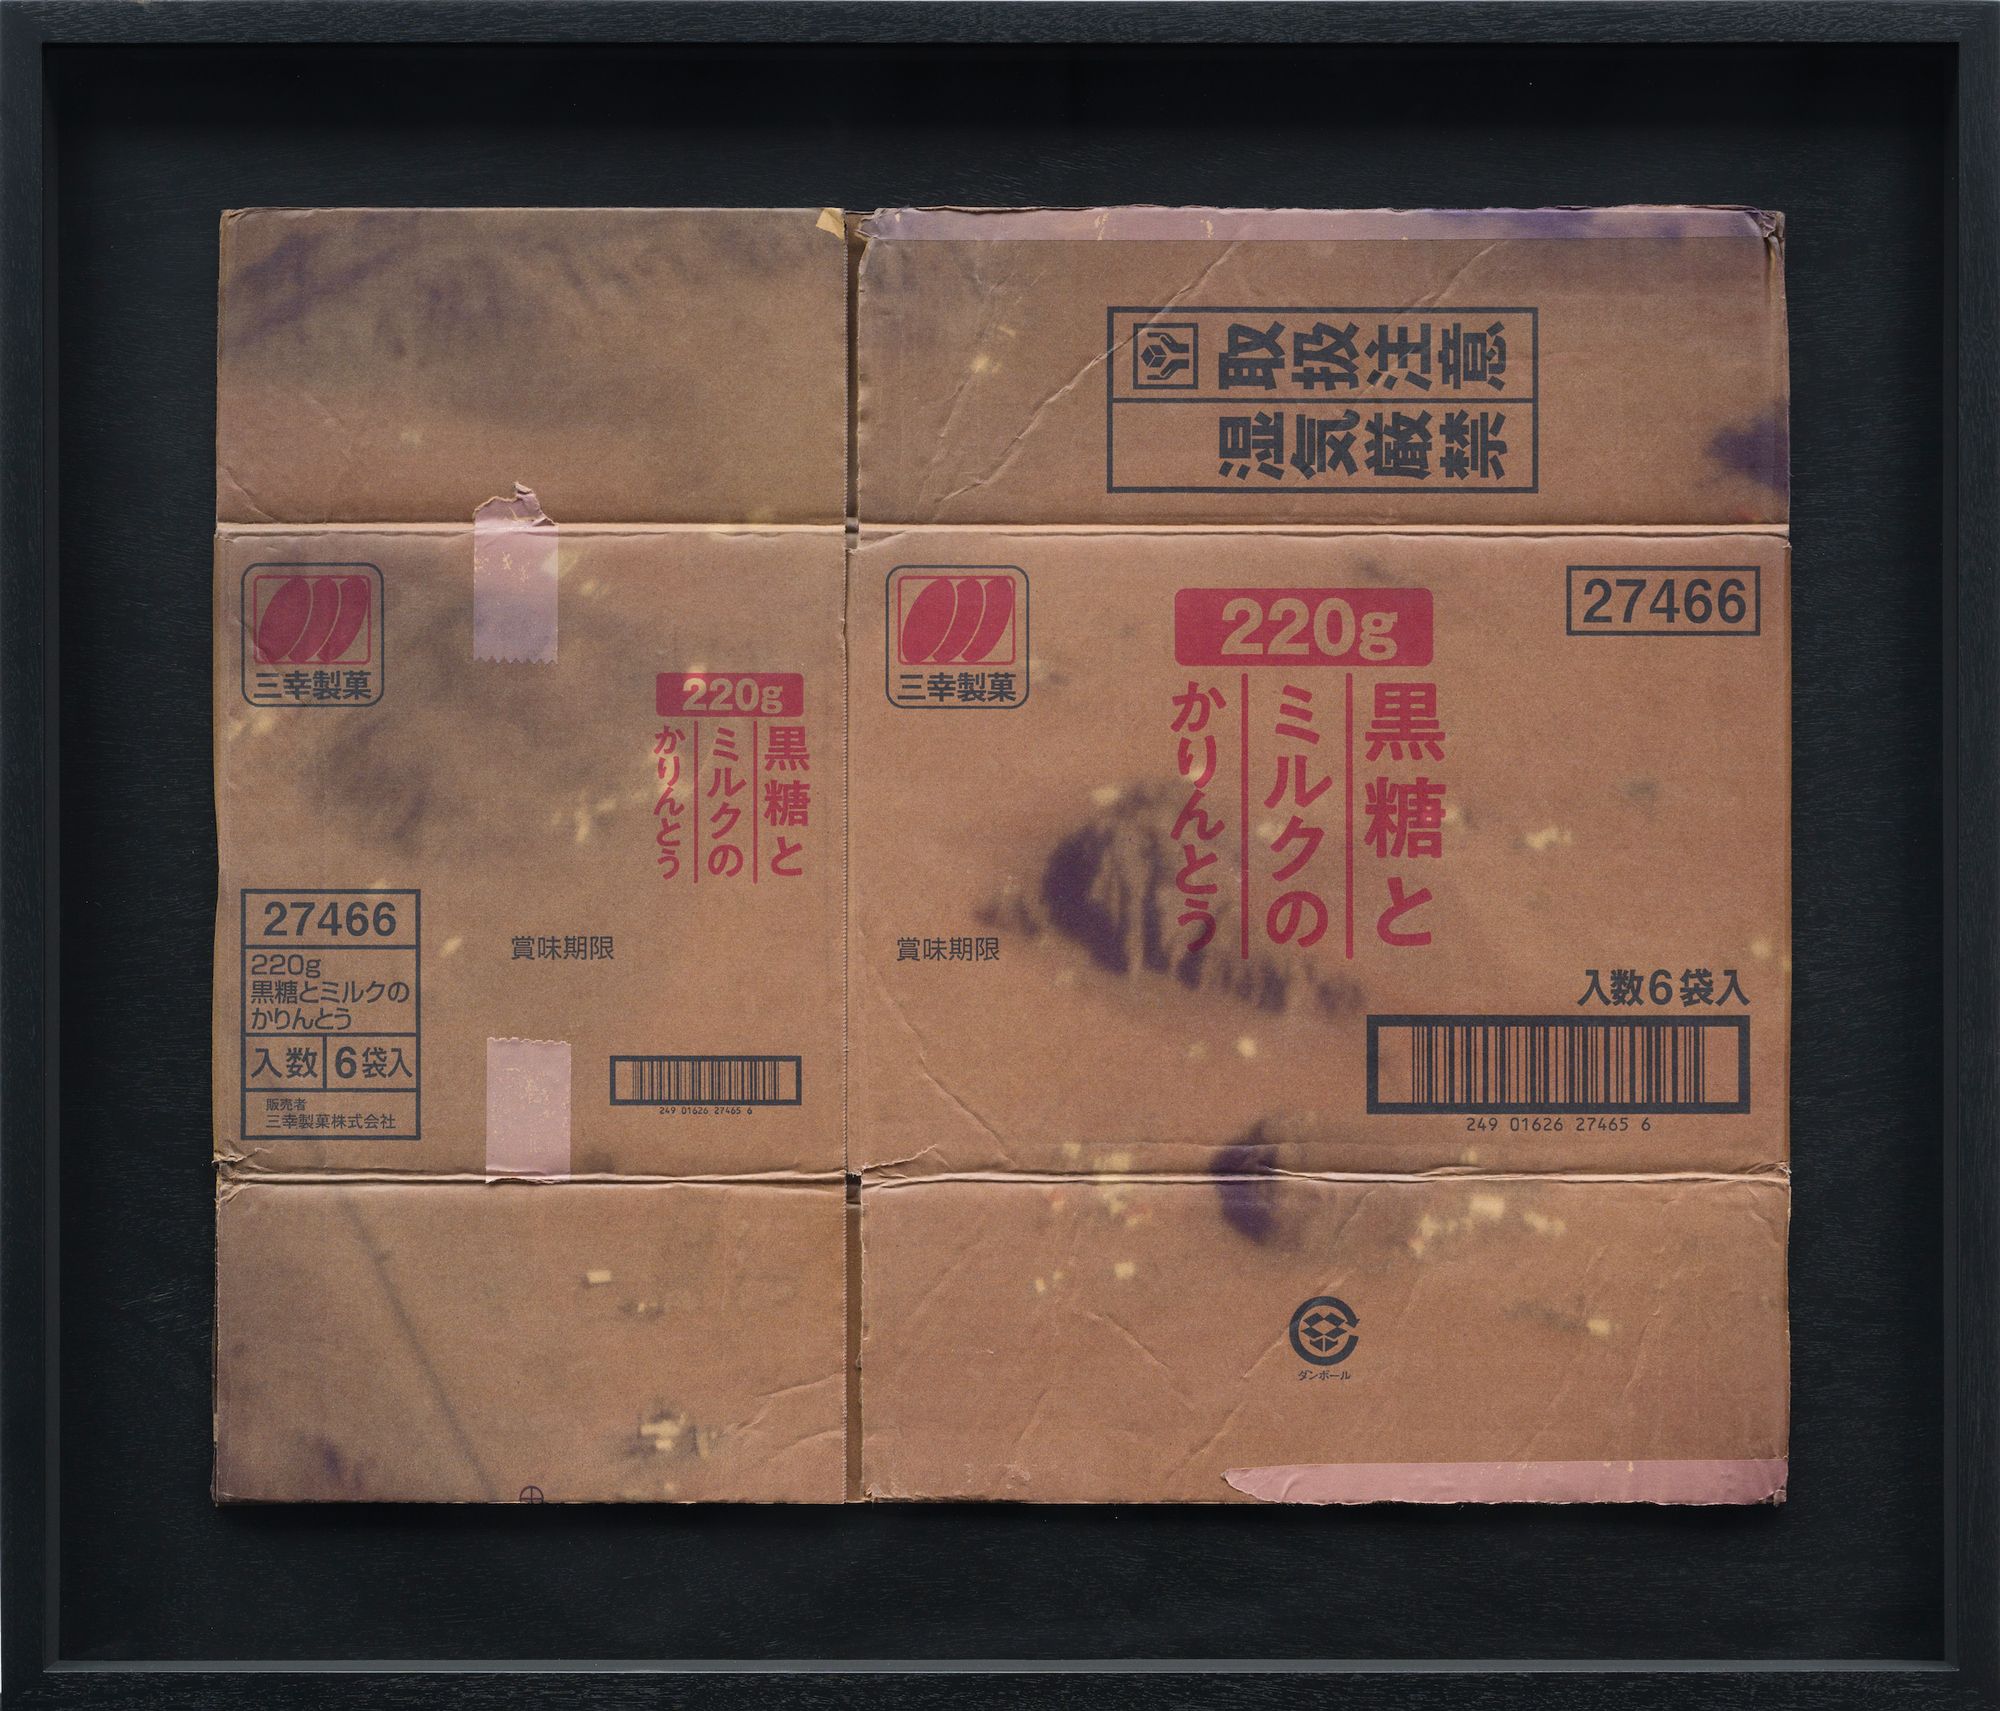 取扱注意
湿気厳禁
三幸製菓
220g
黒糖と
ミルクの
かりんとう
27466
220g
黒糖とミルクの
かりんとう
入数 6袋入
販売者
三幸製菓株式会社
賞味期限
249 01626 27465 6
三幸製菓
220g
黒糖と
ミルクの
かりんとう
27466
賞味期限
入数6袋入
249 01626 27465 6
ダンボール